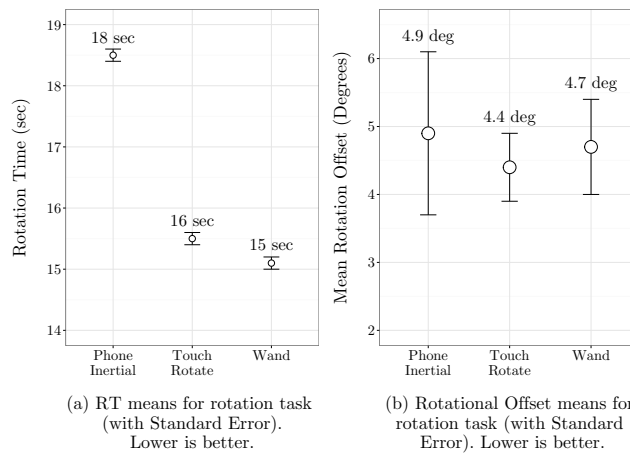 19
18
17
16
15
14
Rotation Time (sec)
18 sec
16 sec
15 sec
Phone
Inertial
Touch
Rotate
Wand
(a) RT means for rotation task
(with Standard Error).
Lower is better.
6
5
4
3
2
Mean Rotation Offset (Degrees)
4.9 deg
4.4 deg
4.7 deg
Phone
Inertial
Touch
Rotate
Wand
(b) Rotational Offset means for
rotation task (with Standard
Error). Lower is better.